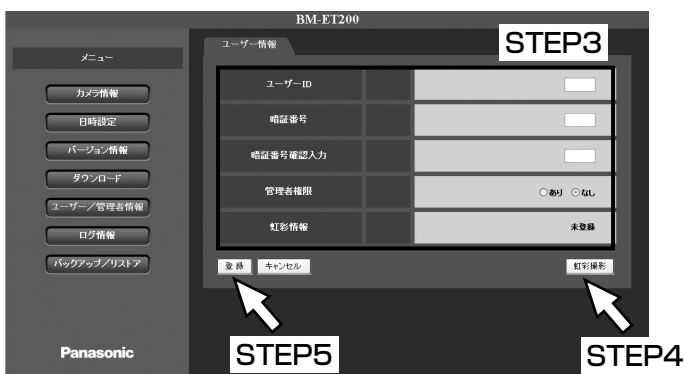 BM-ET200
ユーザー情報
STEP3
メニュー
カメラ情報
日時設定
バージョン情報
ダウンロード
ユーザー／管理者情報
ログ情報
バックアップ／リストア
ユーザーID
暗証番号
暗証番号確認入力
管理者権限
あり なし
虹彩情報
未登録
登録 キャンセル
虹彩撮影
STEP5
STEP4
Panasonic